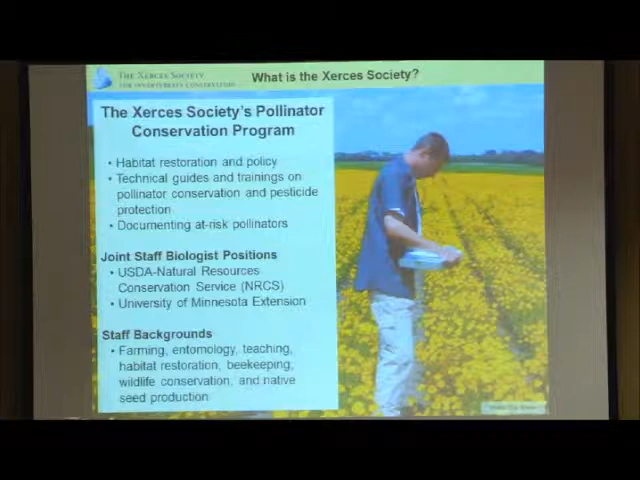 THE XERCES SOCIETY
FOR INVERTEBRATE CONSERVATION
What is the Xerces Society?
The Xerces Society's Pollinator
Conservation Program
• Habitat restoration and policy
• Technical guides and trainings on
pollinator conservation and pesticide
protection
• Documenting at-risk pollinators
Joint Staff Biologist Positions
• USDA-Natural Resources
Conservation Service (NRCS)
• University of Minnesota Extension
Staff Backgrounds
• Farming, entomology, teaching,
habitat restoration, beekeeping,
wildlife conservation, and native
seed production